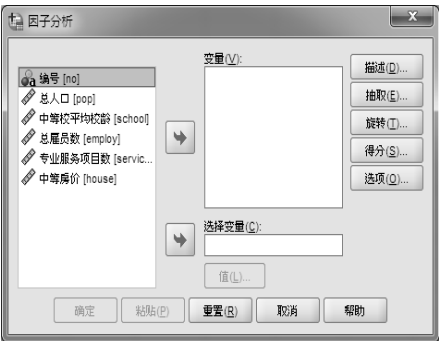 因子分析
编号 [no]
总人口 [pop]
中等校平均校龄 [school]
总雇员数 [employ]
专业服务项目数 [servic...
中等房价 [house]
变量(V):
选择变量(C):
值(L)...
描述(D)...
抽取(E)...
旋转(T)...
得分(S)...
选项(O)...
确定
粘贴(P)
重置(R)
取消
帮助